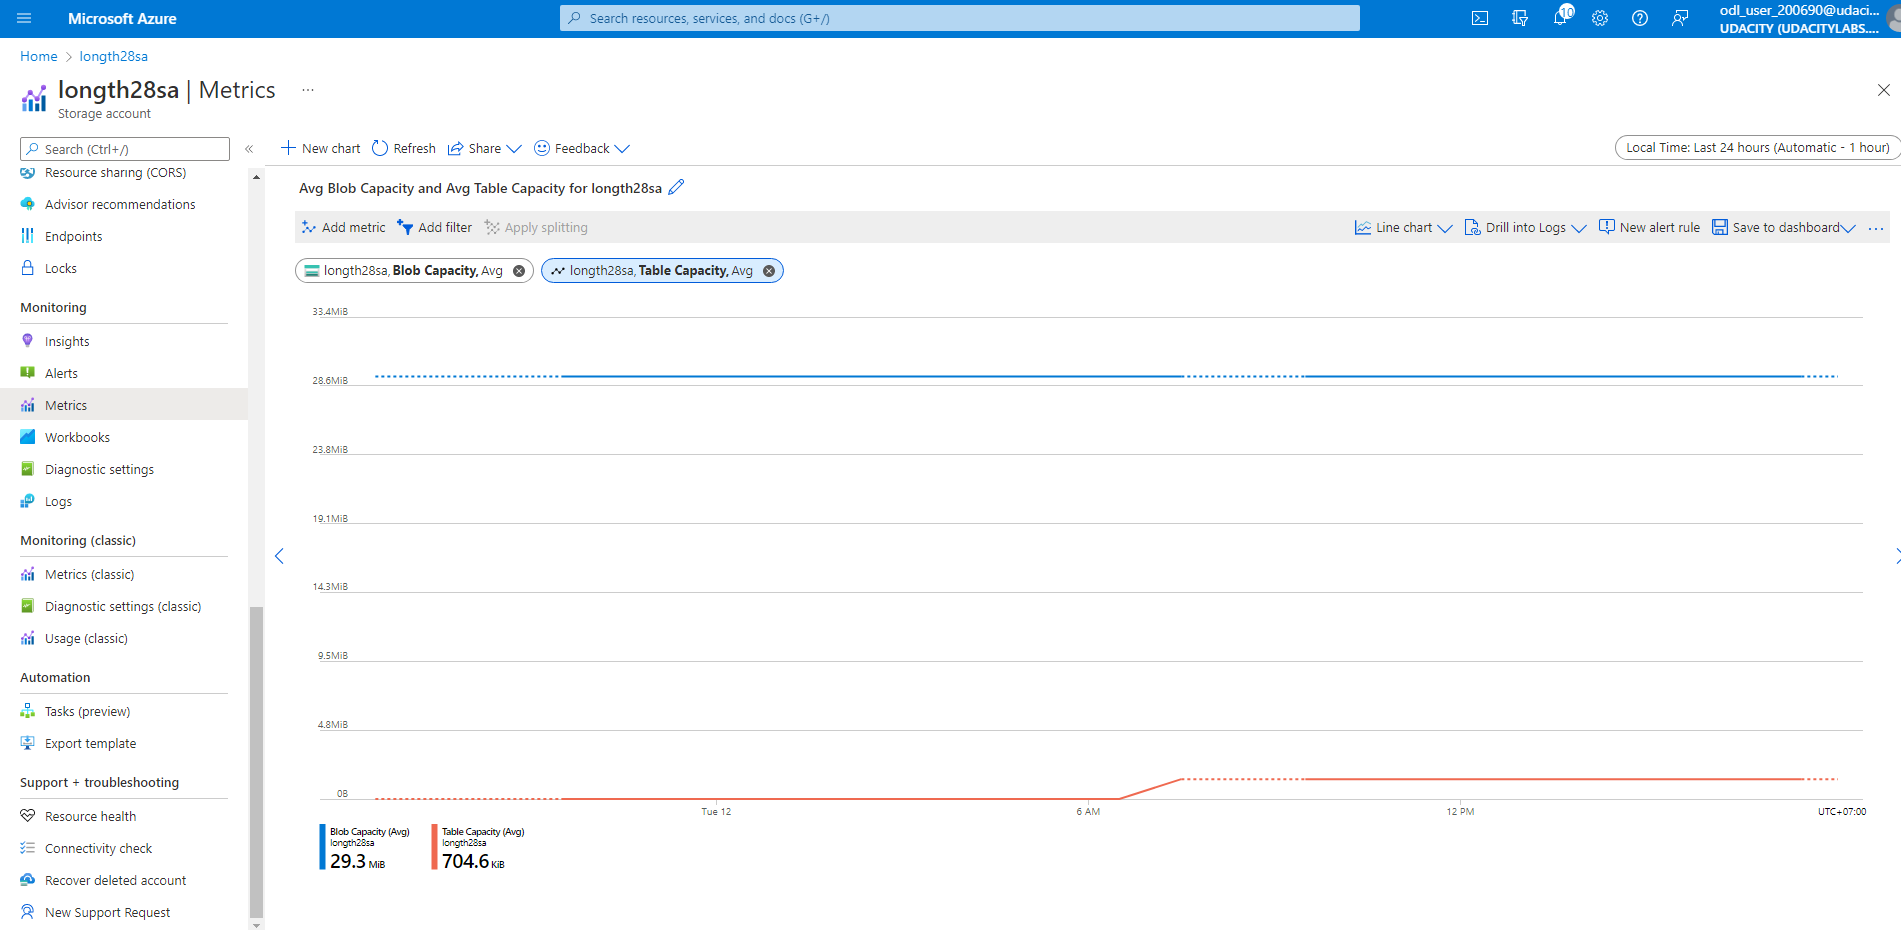 Microsoft Azure
Search resources, services, and docs (G+/)
10
odl_user_200690@udaci...
UDACITY (UDACITYLABS....
Home > longth28sa
longth28sa | Metrics ...
Storage account
Search (Ctrl+/)
«
Resource sharing (CORS)
Advisor recommendations
Endpoints
Locks
Monitoring
Insights
Alerts
Metrics
Workbooks
Diagnostic settings
Logs
Monitoring (classic)
Metrics (classic)
Diagnostic settings (classic)
Usage (classic)
Automation
Tasks (preview)
Export template
Support + troubleshooting
Resource health
Connectivity check
Recover deleted account
New Support Request
New chart Refresh Share Feedback
Local Time: Last 24 hours (Automatic - 1 hour)
Avg Blob Capacity and Avg Table Capacity for longth28sa
Add metric Add filter Apply splitting Line chart Drill into Logs New alert rule Save to dashboard ...
longth28sa, Blob Capacity, Avg longth28sa, Table Capacity, Avg
33.4MiB
28.6MiB
23.8MiB
19.1MiB
14.3MiB
9.5MiB
4.8MiB
0B
Tue 12 6 AM 12 PM UTC+07:00
Blob Capacity (Avg)
longth28sa
29.3 MiB
Table Capacity (Avg)
longth28sa
704.6 KiB